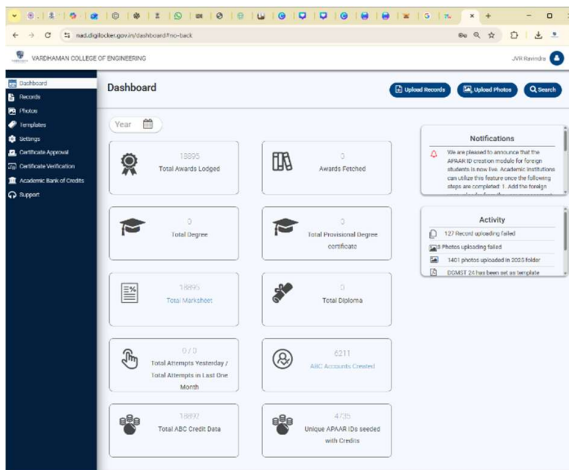 nad.digilocker.gov.in/dashboard?no-back
VARDHAMAN COLLEGE OF ENGINEERING
JVR Ravindra
Dashboard
Records
Photos
Templates
Settings
Certificate Approval
Certificate Verification
Academic Bank of Credits
Support
Dashboard
Upload Records
Upload Photos
Search
Year
18895
Total Awards Lodged
0
Awards Fetched
0
Total Degree
0
Total Provisional Degree
certificate
18895
Total Marksheet
0
Total Diploma
0 / 0
Total Attempts Yesterday /
Total Attempts in Last One
Month
6211
ABC Accounts Created
Total ABC Credit Data
4735
Unique APAAR IDs seeded
with Credits
Notifications
We are pleased to announce that the
APAAR ID creation module for foreign
students is now live. Academic institutions
can utilise this feature once the following
steps are completed: 1. Add the foreign
Activity
127 Record uploading failed
Photos uploading failed
1401 photos uploaded in 2003 folder
has been set as template